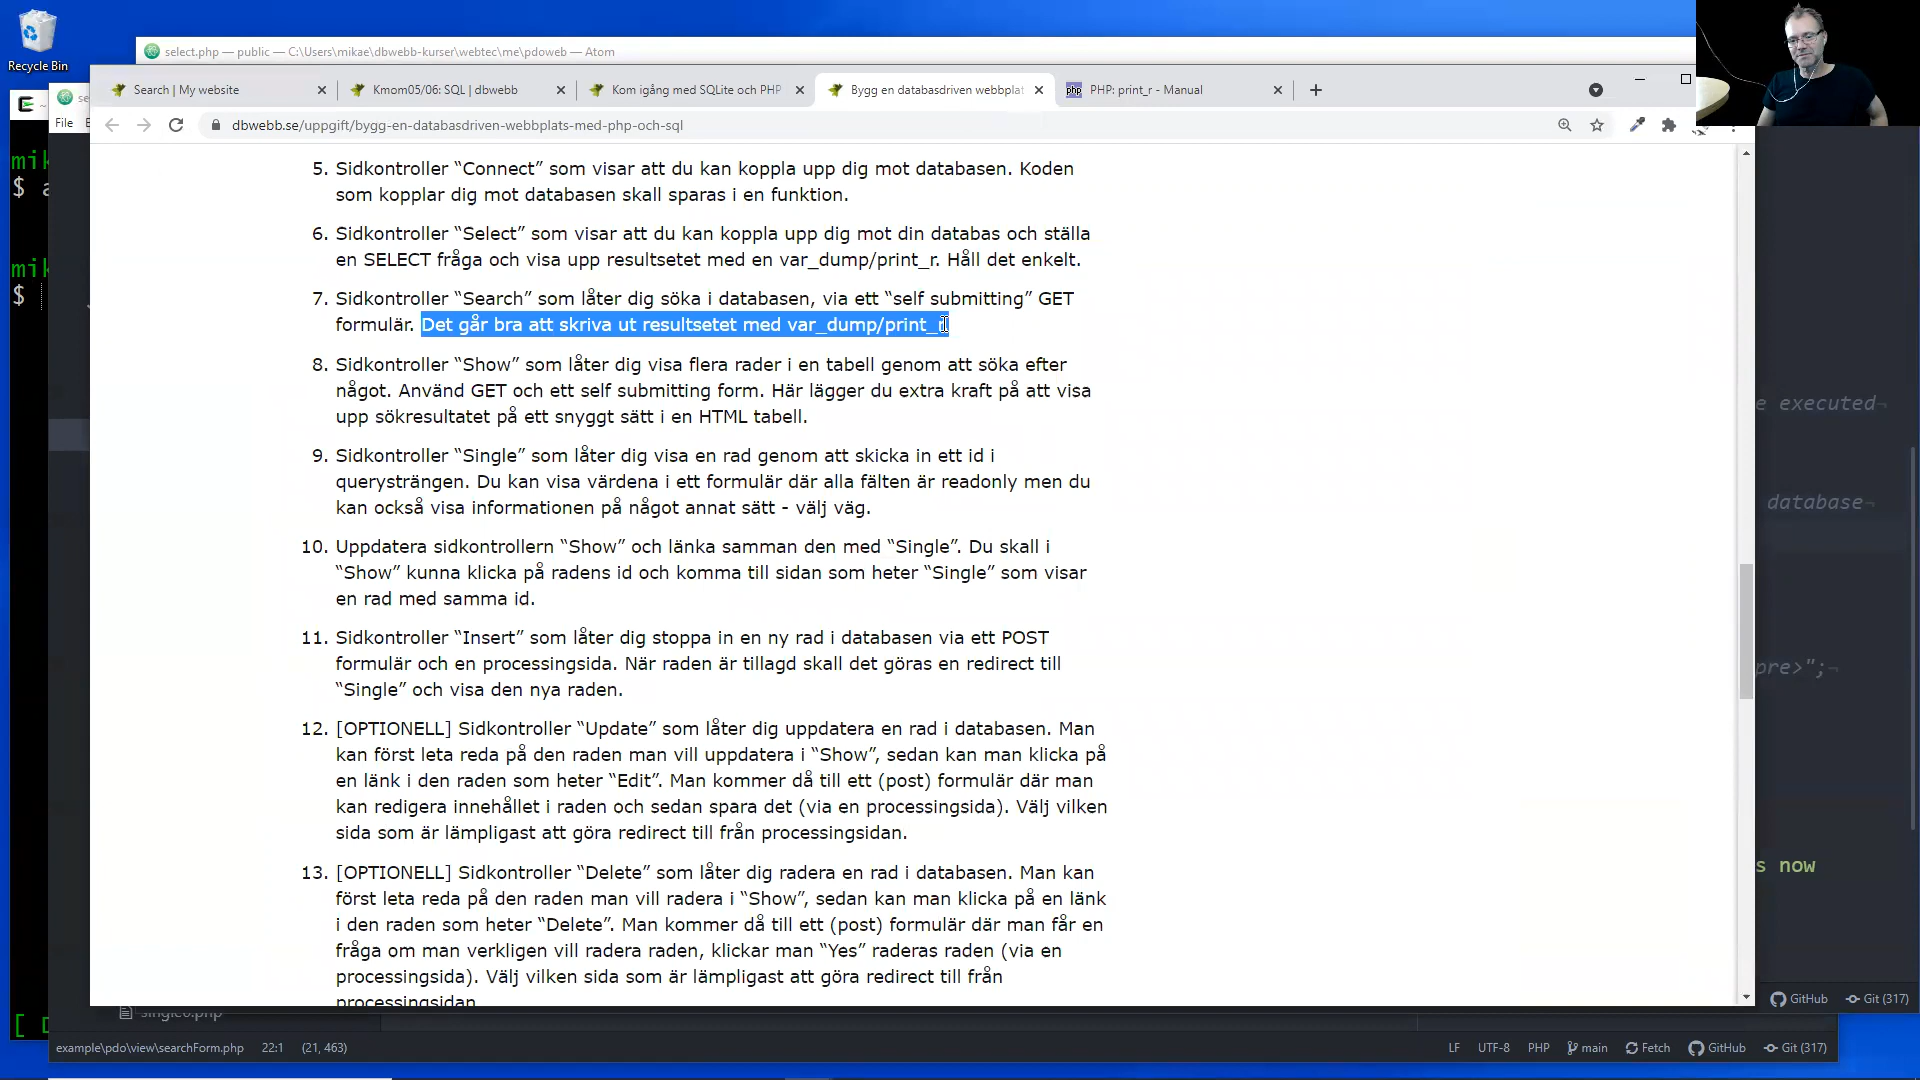 Recycle Bin
select.php — public — C:\Users\mikae\dbwebb-kurser\webtec\me\pdoweb — Atom
Search | My website
Kmom05/06: SQL | dbwebb
Kom igång med SQLite och PHP
Bygg en databasdriven webbplat
php PHP: print_r - Manual
File
dbwebb.se/uppgift/bygg-en-databasdriven-webbplats-med-php-och-sql
mik
$ a
mik
$
5. Sidkontroller “Connect” som visar att du kan koppla upp dig mot databasen. Koden
som kopplar dig mot databasen skall sparas i en funktion.
6. Sidkontroller “Select” som visar att du kan koppla upp dig mot din databas och ställa
en SELECT fråga och visa upp resultsetet med en var_dump/print_r. Håll det enkelt.
7. Sidkontroller “Search” som låter dig söka i databasen, via ett “self submitting” GET
formulär. Det går bra att skriva ut resultsetet med var_dump/print_r.
8. Sidkontroller “Show” som låter dig visa flera rader i en tabell genom att söka efter
något. Använd GET och ett self submitting form. Här lägger du extra kraft på att visa
upp sökresultatet på ett snyggt sätt i en HTML tabell.
9. Sidkontroller “Single” som låter dig visa en rad genom att skicka in ett id i
querysträngen. Du kan visa värdena i ett formulär där alla fälten är readonly men du
kan också visa informationen på något annat sätt - välj väg.
10. Uppdatera sidkontrollern “Show” och länka samman den med “Single”. Du skall i
“Show” kunna klicka på radens id och komma till sidan som heter “Single” som visar
en rad med samma id.
11. Sidkontroller “Insert” som låter dig stoppa in en ny rad i databasen via ett POST
formulär och en processingsida. När raden är tillagd skall det göras en redirect till
“Single” och visa den nya raden.
12. [OPTIONELL] Sidkontroller “Update” som låter dig uppdatera en rad i databasen. Man
kan först leta reda på den raden man vill uppdatera i “Show”, sedan kan man klicka på
en länk i den raden som heter “Edit”. Man kommer då till ett (post) formulär där man
kan redigera innehållet i raden och sedan spara det (via en processingsida). Välj vilken
sida som är lämpligast att göra redirect till från processingsidan.
13. [OPTIONELL] Sidkontroller “Delete” som låter dig radera en rad i databasen. Man kan
först leta reda på den raden man vill radera i “Show”, sedan kan man klicka på en länk
i den raden som heter “Delete”. Man kommer då till ett (post) formulär där man får en
fråga om man verkligen vill radera raden, klickar man “Yes” raderas raden (via en
processingsida). Välj vilken sida som är lämpligast att göra redirect till från
processingsidan
e executed¬
database¬
pre>";¬
s now
GitHub Git (317)
example\pdo\view\searchForm.php 22:1 (21, 463)
LF UTF-8 PHP main Fetch GitHub Git (317)